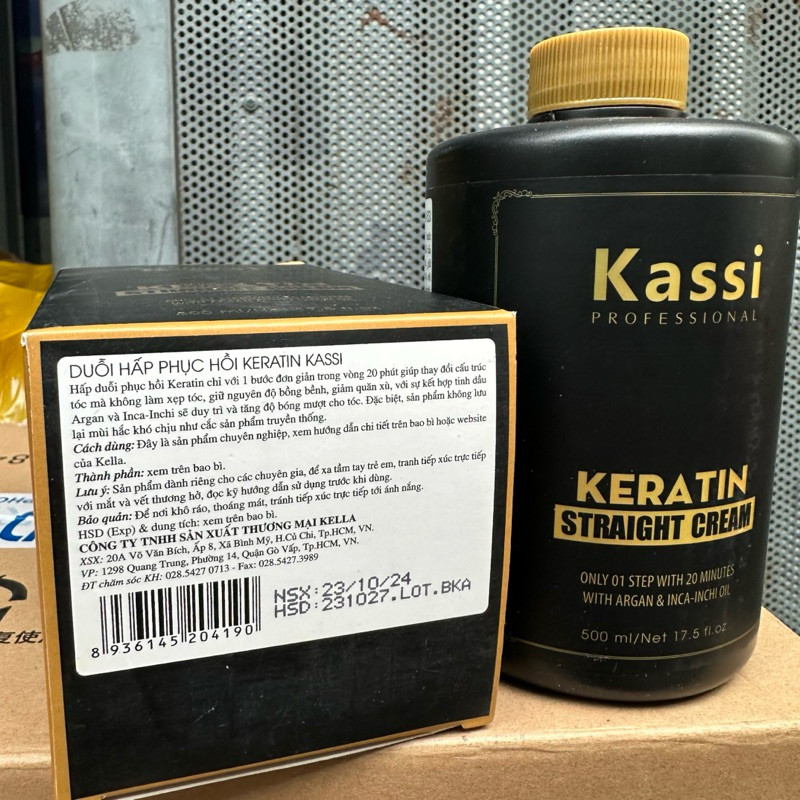 DUỖI HẤP PHỤC HỒI KERATIN KASSI
Hấp duỗi phục hồi Keratin chỉ với 1 bước đơn giản trong vòng 20 phút giúp thay đổi cấu trúc
tóc mà không làm xẹp tóc, giữ nguyên độ bồng bềnh, giảm quăn xù, với sự kết hợp tinh dầu
Argan và Inca-Inchi sẽ duy trì và tăng độ bóng mượt cho tóc. Đặc biệt, sản phẩm không lưu
lại mùi hắc khó chịu như các sản phẩm truyền thống.
Cách dùng: Đây là sản phẩm chuyên nghiệp, xem hướng dẫn chi tiết trên bao bì hoặc website
của Kella.
Thành phần: xem trên bao bì.
Lưu ý: Sản phẩm dành riêng cho các chuyên gia, để xa tầm tay trẻ em, tranh tiếp xúc trực tiếp
với mắt và vết thương hở, đọc kỹ hướng dẫn sử dụng trước khi dùng.
Bảo quản: Để nơi khô ráo, thoáng mát, tránh tiếp xúc trực tiếp tới ánh nắng.
HSD (Exp) & dung tích: xem trên bao bì.
CÔNG TY TNHH SẢN XUẤT THƯƠNG MẠI KELLA
XSX: 20A Võ Văn Bích, Ấp 8, Xã Bình Mỹ, H.Củ Chi, Tp.HCM, VN.
VP: 1298 Quang Trung, Phường 14, Quận Gò Vấp, Tp.HCM, VN.
ĐT chăm sóc KH: 028.5427 0713 - Fax: 028.5427.3989
NSX:23/10/24
HSD:231027.LOT.BKA
8 936145 204190
Kassi
PROFESSIONAL
KERATIN
STRAIGHT CREAM
ONLY 01 STEP WITH 20 MINUTES
WITH ARGAN & INCA-INCHI OIL
500 ml/Net 17.5 fl.oz